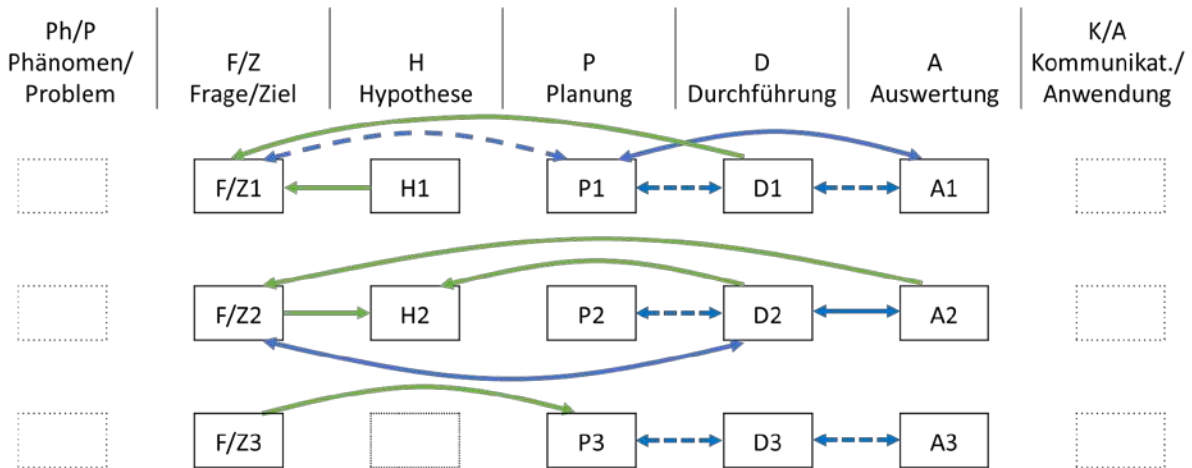 Ph/P
Phänomen/
Problem
F/Z
Frage/Ziel
H
Hypothese
P
Planung
D
Durchführung
A
Auswertung
K/A
Kommunikat./
Anwendung
F/Z1
H1
P1
D1
A1
F/Z2
H2
P2
D2
A2
F/Z3
P3
D3
A3